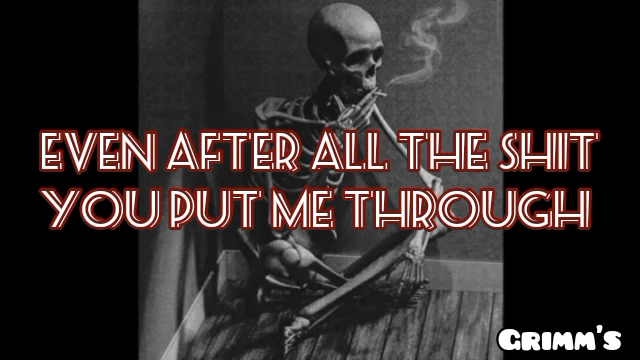 EVEN AFTER ALL THE SHIT
YOU PUT ME THROUGH
GRIMM'S